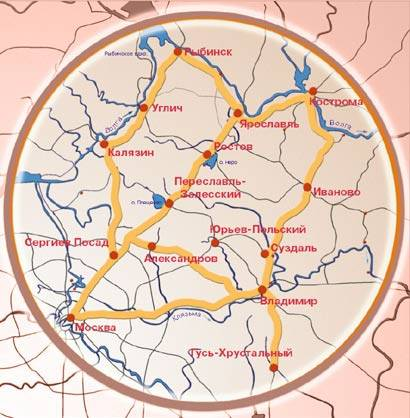 Рыбинское вдхр.
Рыбинск
Углич
Кострома
Волга
Ярославль
Волга
Калязин
Ростов
о. Неро
Переславль-
Залесский
Иваново
о. Плещеево
Юрьев-Польский
Сергиев Посад
Александров
Суздаль
Владимир
Клязьма
Москва
Гусь-Хрустальный